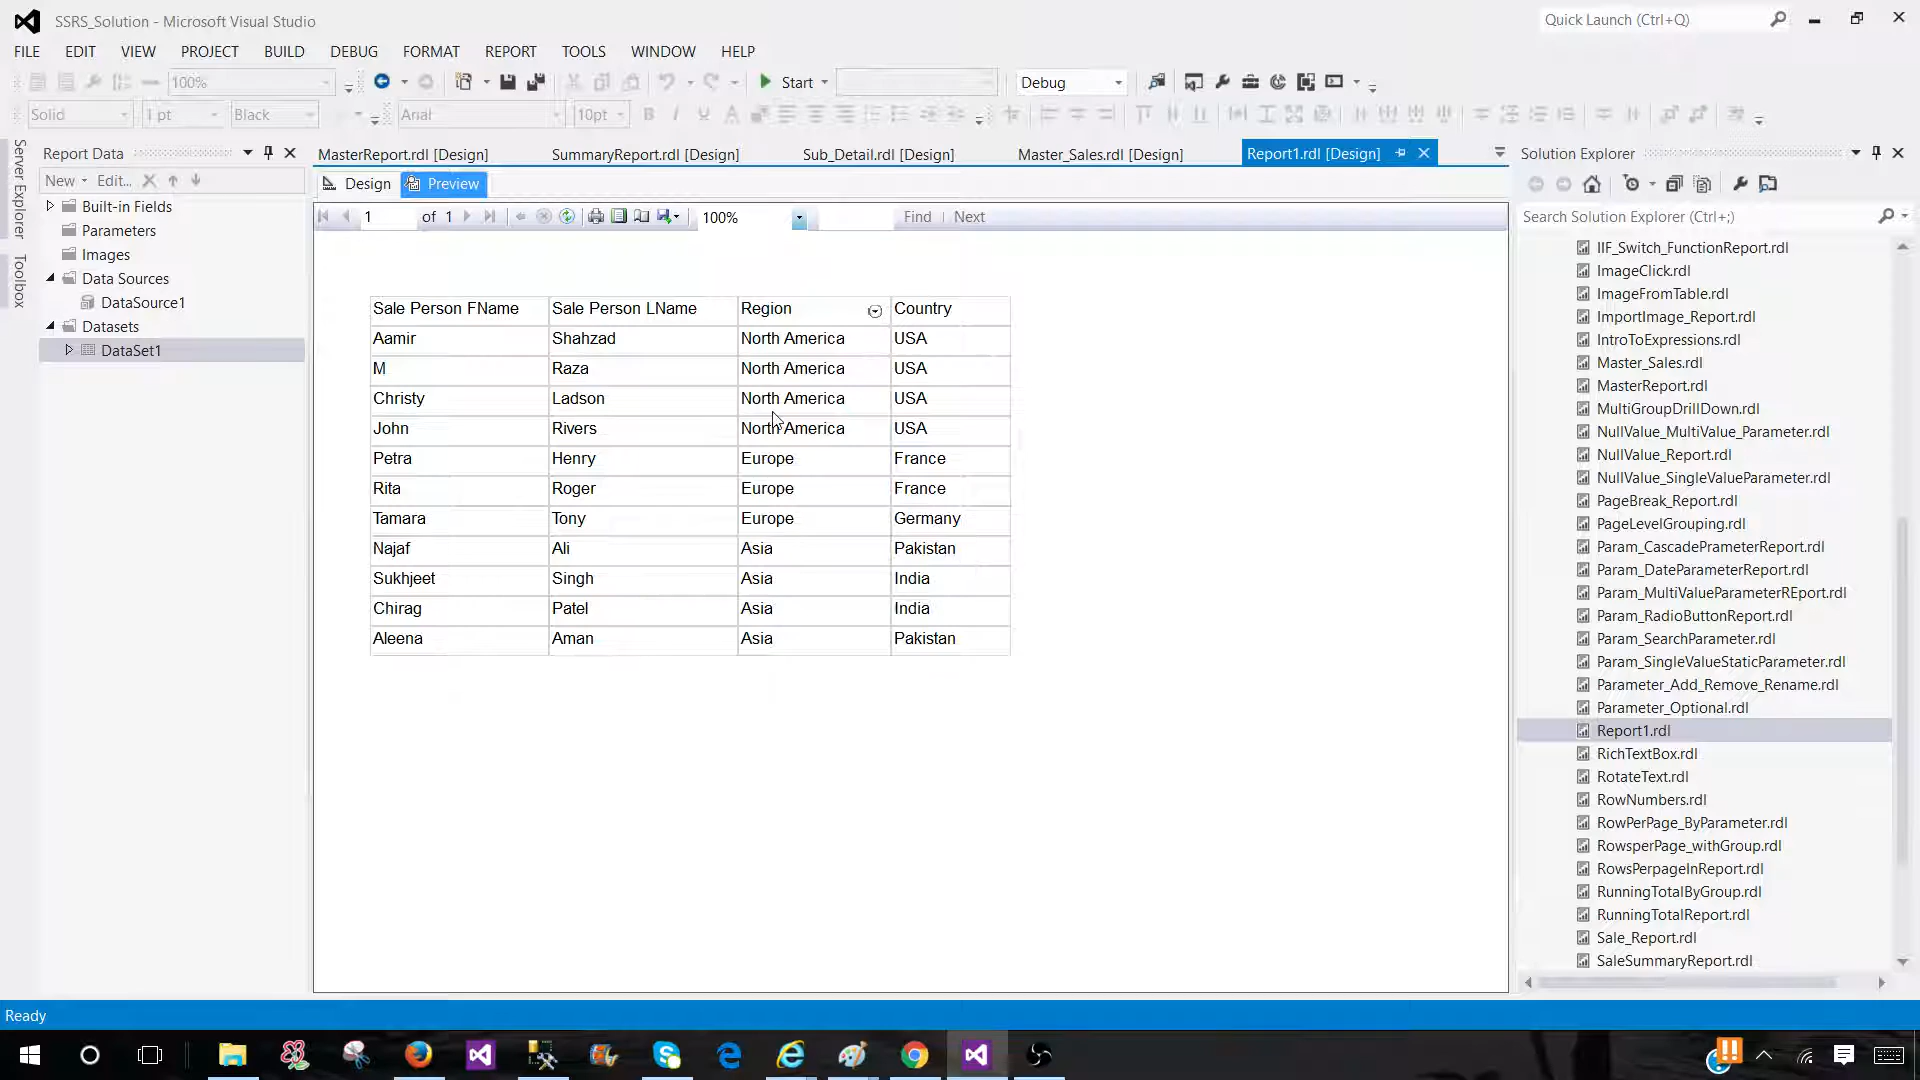 SSRS_Solution - Microsoft Visual Studio
Quick Launch (Ctrl+Q)
FILE EDIT VIEW PROJECT BUILD DEBUG FORMAT REPORT TOOLS WINDOW HELP
100% Start Debug
Solid 1 pt Black Arial 10pt B I U A
Server Explorer
Toolbox
Report Data
New Edit...
Built-in Fields
Parameters
Images
Data Sources
DataSource1
Datasets
DataSet1
MasterReport.rdl [Design] SummaryReport.rdl [Design] Sub_Detail.rdl [Design] Master_Sales.rdl [Design] Report1.rdl [Design]
Design Preview
1 of 1 100% Find Next
Sale Person FName Sale Person LName Region Country
Aamir Shahzad North America USA
M Raza North America USA
Christy Ladson North America USA
John Rivers North America USA
Petra Henry Europe France
Rita Roger Europe France
Tamara Tony Europe Germany
Najaf Ali Asia Pakistan
Sukhjeet Singh Asia India
Chirag Patel Asia India
Aleena Aman Asia Pakistan
Solution Explorer
Search Solution Explorer (Ctrl+;)
IIF_Switch_FunctionReport.rdl
ImageClick.rdl
ImageFromTable.rdl
ImportImage_Report.rdl
IntroToExpressions.rdl
Master_Sales.rdl
MasterReport.rdl
MultiGroupDrillDown.rdl
NullValue_MultiValue_Parameter.rdl
NullValue_Report.rdl
NullValue_SingleValueParameter.rdl
PageBreak_Report.rdl
PageLevelGrouping.rdl
Param_CascadePrameterReport.rdl
Param_DateParameterReport.rdl
Param_MultiValueParameterREport.rdl
Param_RadioButtonReport.rdl
Param_SearchParameter.rdl
Param_SingleValueStaticParameter.rdl
Parameter_Add_Remove_Rename.rdl
Parameter_Optional.rdl
Report1.rdl
RichTextBox.rdl
RotateText.rdl
RowNumbers.rdl
RowPerPage_ByParameter.rdl
RowsperPage_withGroup.rdl
RowsPerpageInReport.rdl
RunningTotalByGroup.rdl
RunningTotalReport.rdl
Sale_Report.rdl
SaleSummaryReport.rdl
Ready